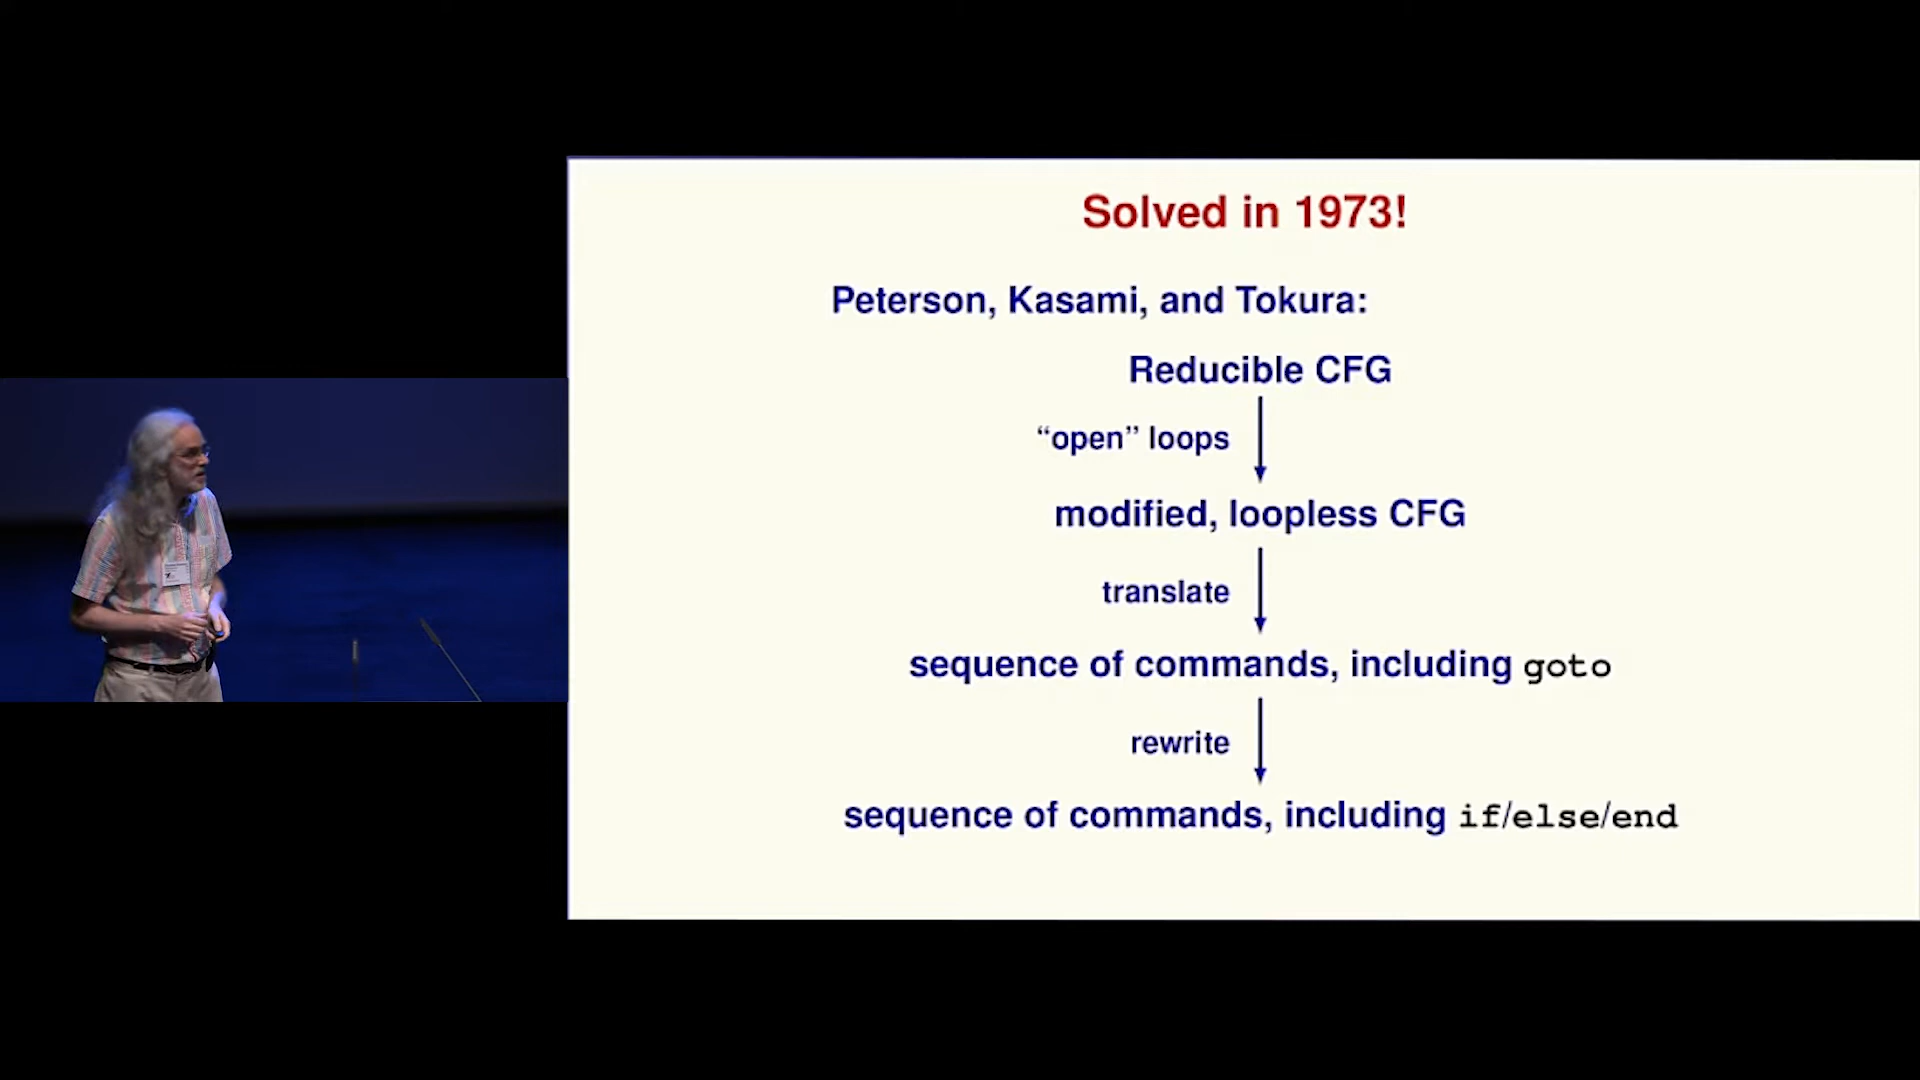 Solved in 1973!
Peterson, Kasami, and Tokura:
Reducible CFG
“open” loops
modified, loopless CFG
translate
sequence of commands, including goto
rewrite
sequence of commands, including if/else/end